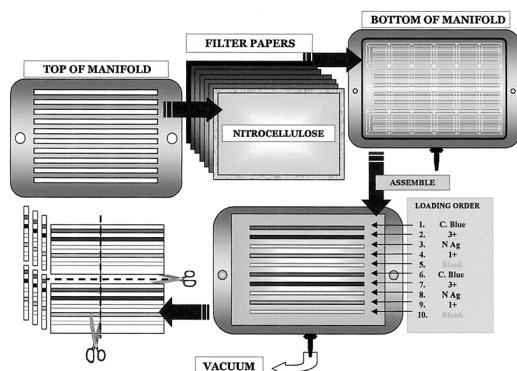 BOTTOM OF MANIFOLD
FILTER PAPERS
TOP OF MANIFOLD
NITROCELLULOSE
ASSEMBLE
LOADING ORDER
1. C. Blue
2. 3+
3. N Ag
4. 1+
5. Blank
6. C. Blue
7. 3+
8. N Ag
9. 1+
10. Blank
VACUUM